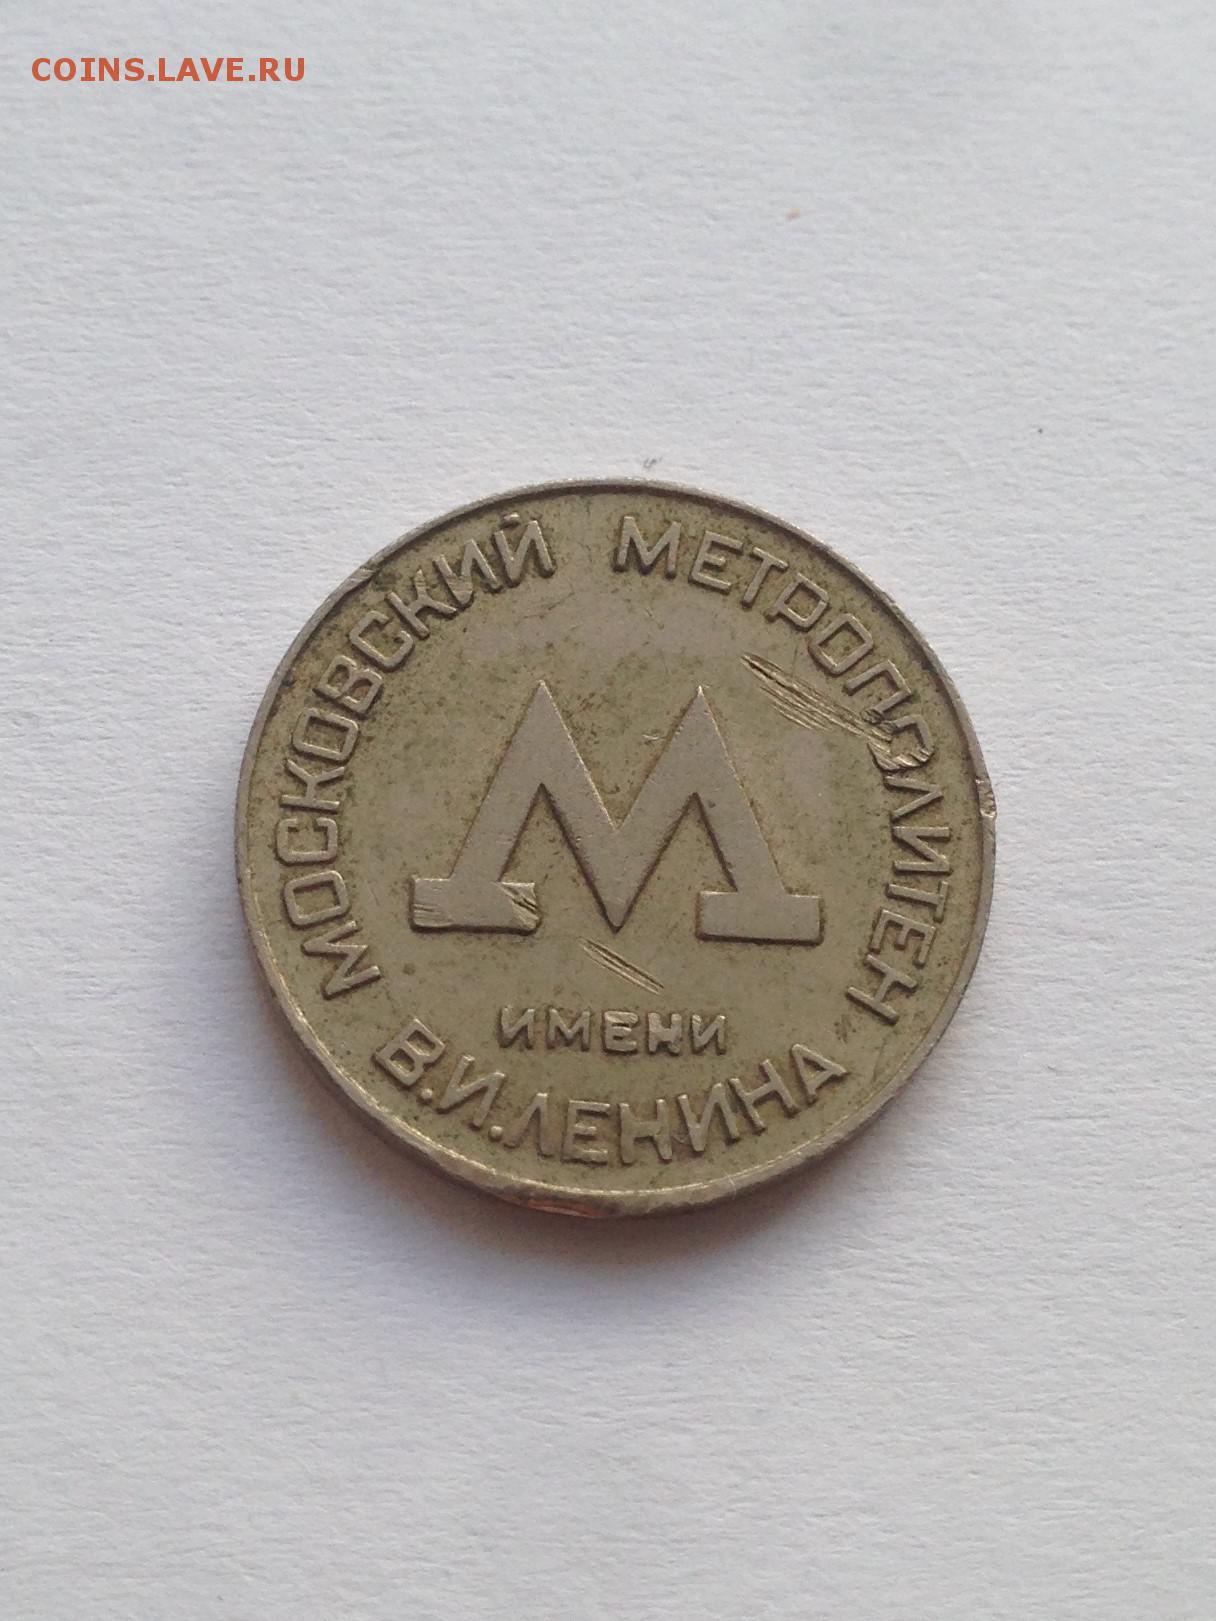 COINS.LAVE.RU
МОСКОВСКИЙ МЕТРОПОЛИТЕН
М
ИМЕНИ
В.И.ЛЕНИНА